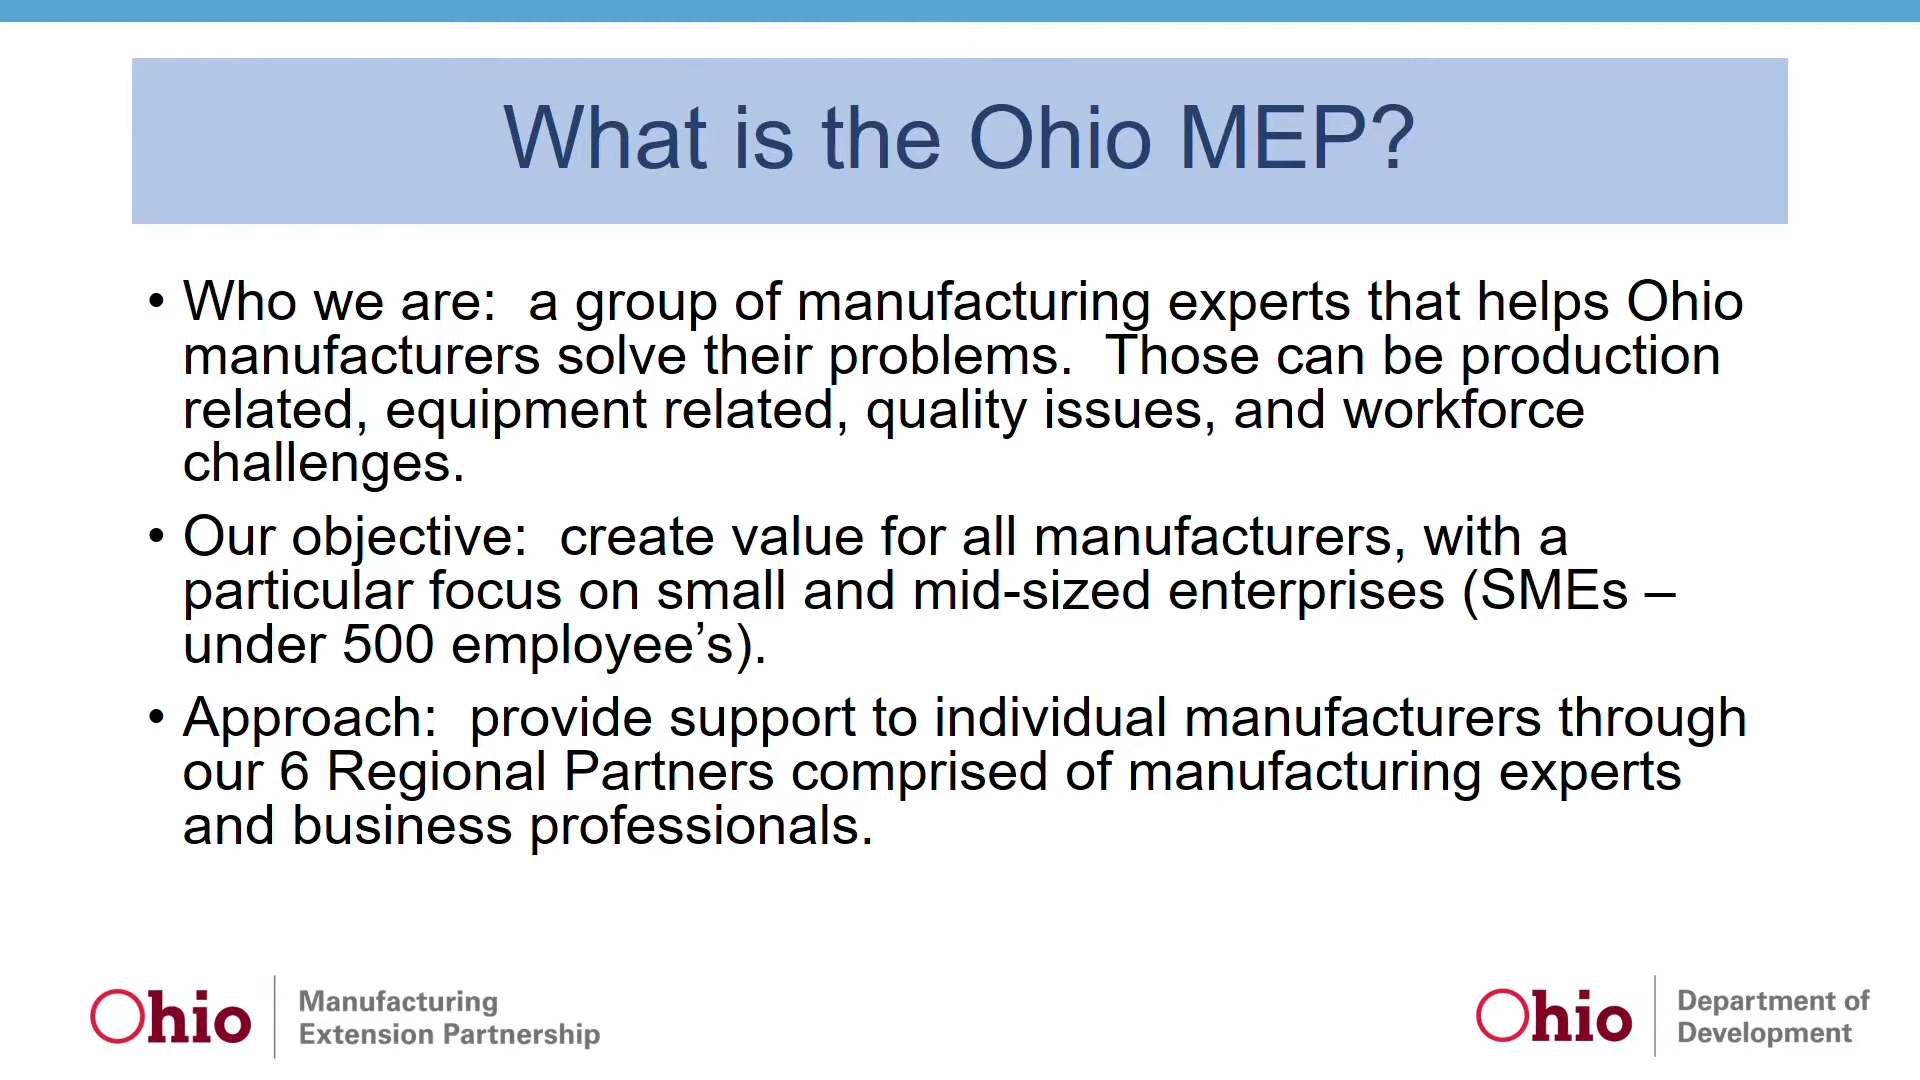 What is the Ohio MEP?
• Who we are:  a group of manufacturing experts that helps Ohio
manufacturers solve their problems.  Those can be production
related, equipment related, quality issues, and workforce
challenges.
• Our objective:  create value for all manufacturers, with a
particular focus on small and mid-sized enterprises (SMEs –
under 500 employee’s).
• Approach:  provide support to individual manufacturers through
our 6 Regional Partners comprised of manufacturing experts
and business professionals.
Ohio
Manufacturing
Extension Partnership
Ohio
Department of
Development